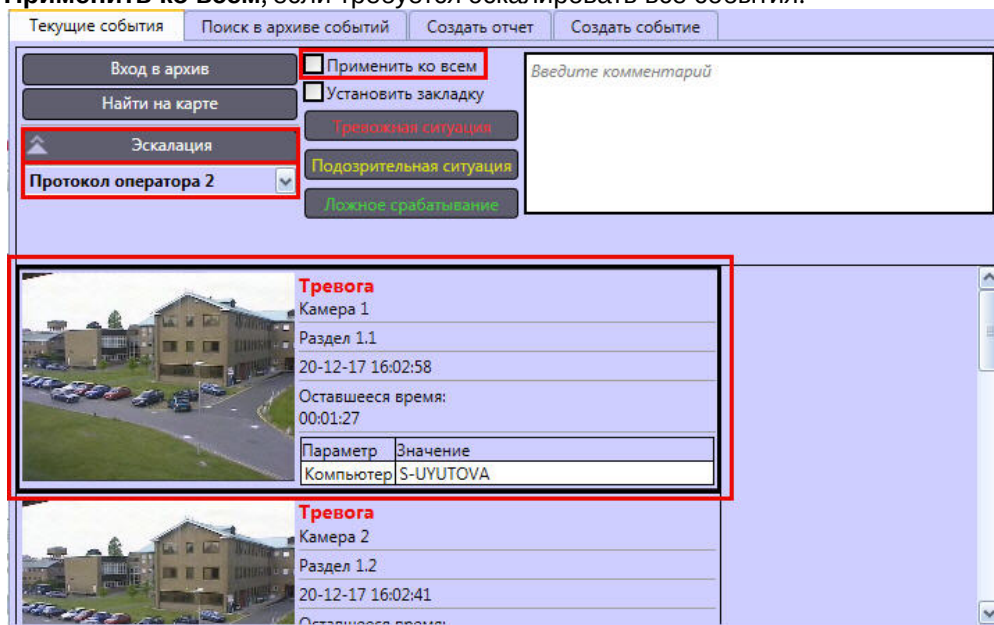 Применить ко всем, если требуется эскалировать все события.
Текущие события Поиск в архиве событий Создать отчет Создать событие
Вход в архив
Найти на карте
Эскалация
Протокол оператора 2
Применить ко всем
Установить закладку
Тревожная ситуация
Подозрительная ситуация
Ложное срабатывание
Введите комментарий
Тревога
Камера 1
Раздел 1.1
20-12-17 16:02:58
Оставшееся время:
00:01:27
Параметр Значение
Компьютер S-UYUTOVA
Тревога
Камера 2
Раздел 1.2
20-12-17 16:02:41
Оставшееся время: